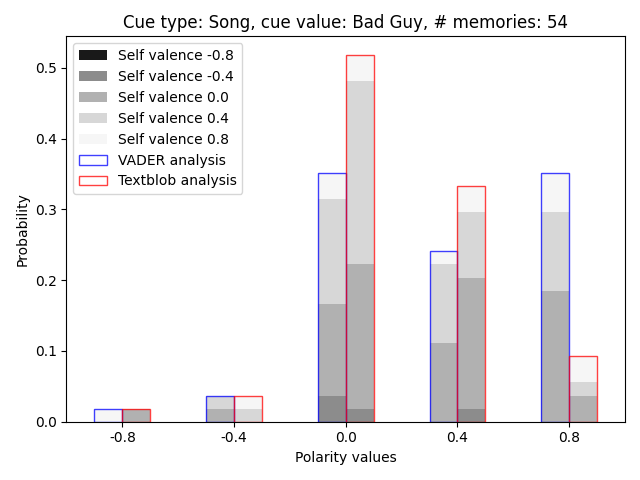 Cue type: Song, cue value: Bad Guy, # memories: 54
Self valence -0.8
Self valence -0.4
Self valence 0.0
Self valence 0.4
Self valence 0.8
VADER analysis
Textblob analysis
Probability
0.5
0.4
0.3
0.2
0.1
0.0
-0.8 -0.4 0.0 0.4 0.8
Polarity values